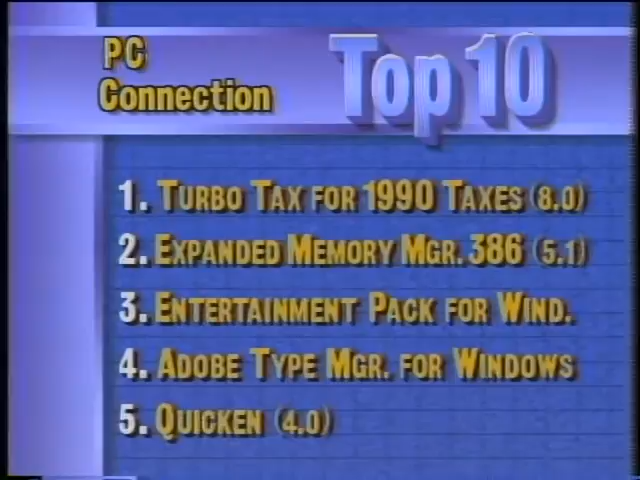 PC
Connection
Top 10
1. Turbo Tax for 1990 Taxes (8.0)
2. Expanded Memory Mgr. 386 (5.1)
3. Entertainment Pack for Wind.
4. Adobe Type Mgr. for Windows
5. Quicken (4.0)